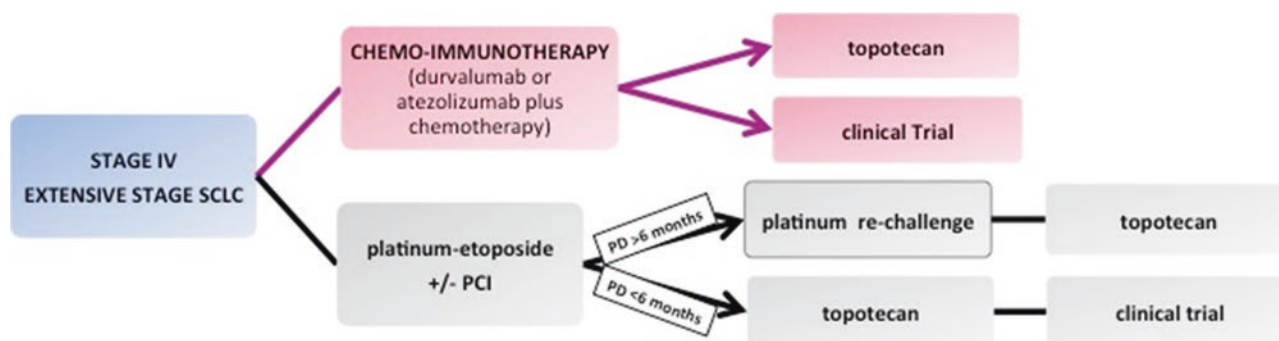 STAGE IV
EXTENSIVE STAGE SCLC
CHEMO-IMMUNOTHERAPY
(durvalumab or
atezolizumab plus
chemotherapy)
topotecan
clinical Trial
platinum-etoposide
+/- PCI
PD >6 months
platinum re-challenge
topotecan
PD <6 months
topotecan
clinical trial